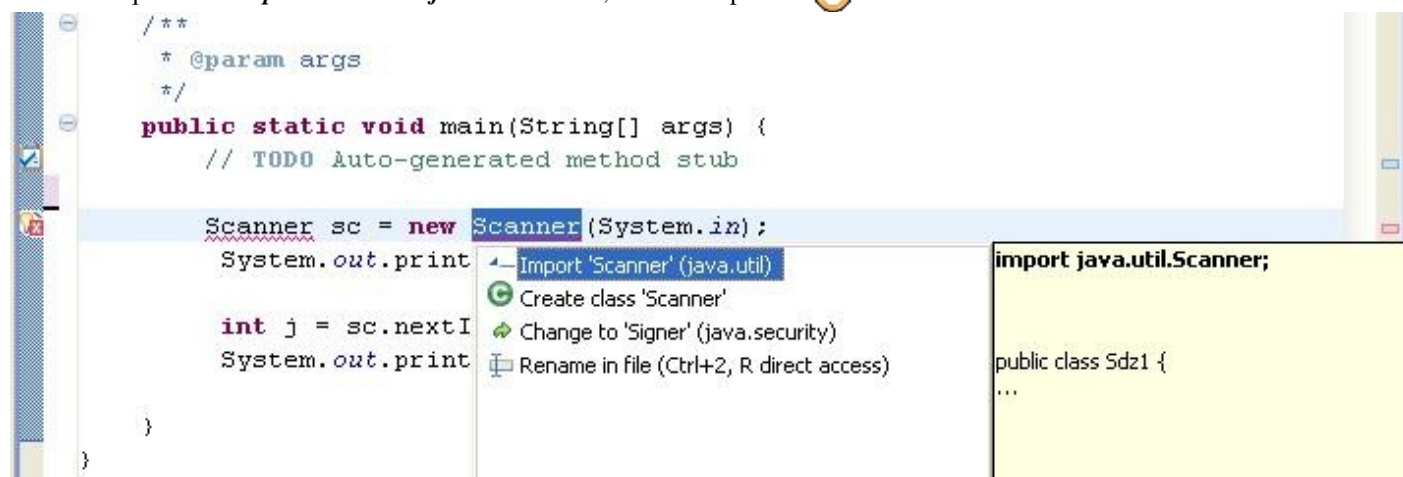 /**
* @param args
*/
public static void main(String[] args) {
// TODO Auto-generated method stub
Scanner sc = new Scanner(System.in);
System.out.print
int j = sc.nextI
System.out.print
}
}
Import 'Scanner' (java.util)
Create class 'Scanner'
Change to 'Signer' (java.security)
Rename in file (Ctrl+2, R direct access)
import java.util.Scanner;
public class Sdz1 {
...